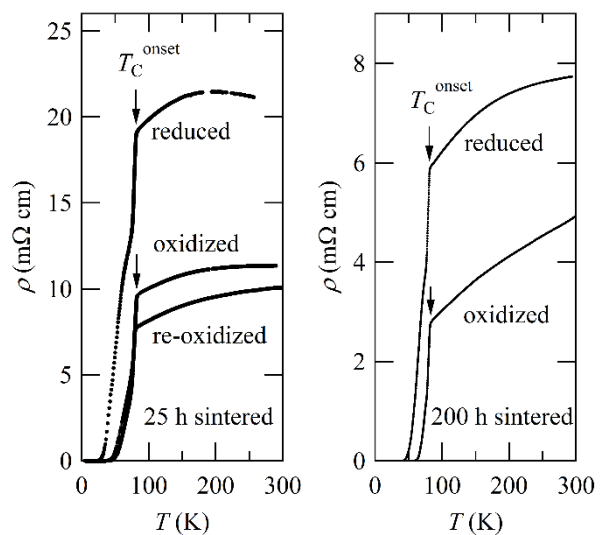 25
20
15
10
5
0
ρ (mΩ cm)
T_C^onset
reduced
oxidized
re-oxidized
25 h sintered
0 100 200 300
T (K)
8
6
4
2
0
ρ (mΩ cm)
T_C^onset
reduced
oxidized
200 h sintered
0 100 200 300
T (K)